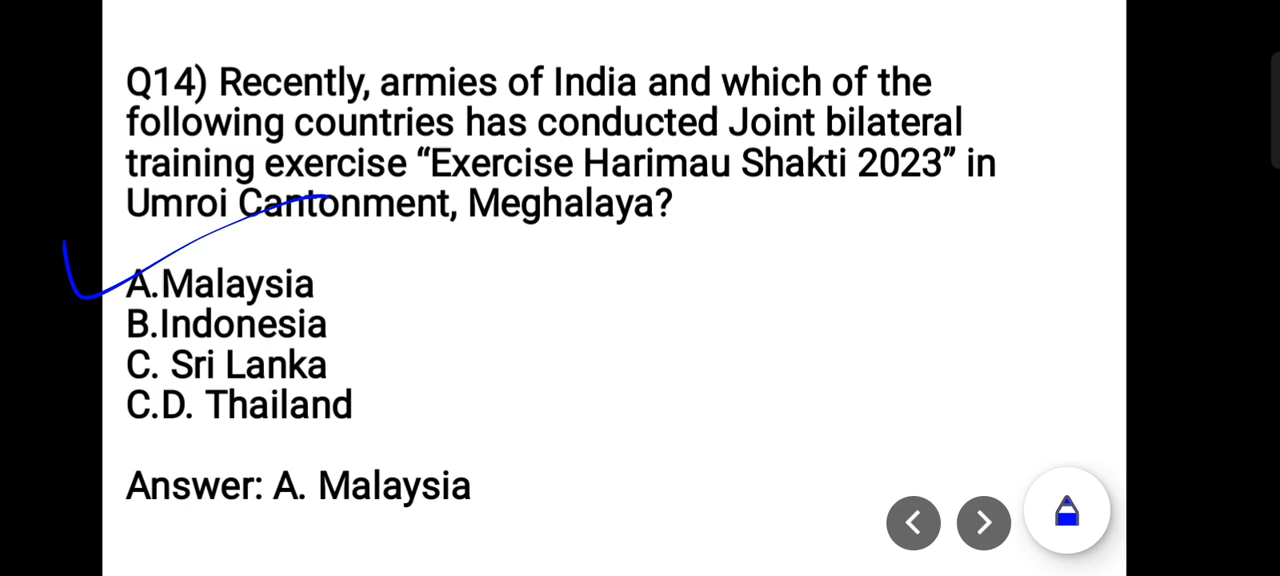 Q14) Recently, armies of India and which of the
following countries has conducted Joint bilateral
training exercise “Exercise Harimau Shakti 2023” in
Umroi Cantonment, Meghalaya?
A.Malaysia
B.Indonesia
C. Sri Lanka
C.D. Thailand
Answer: A. Malaysia